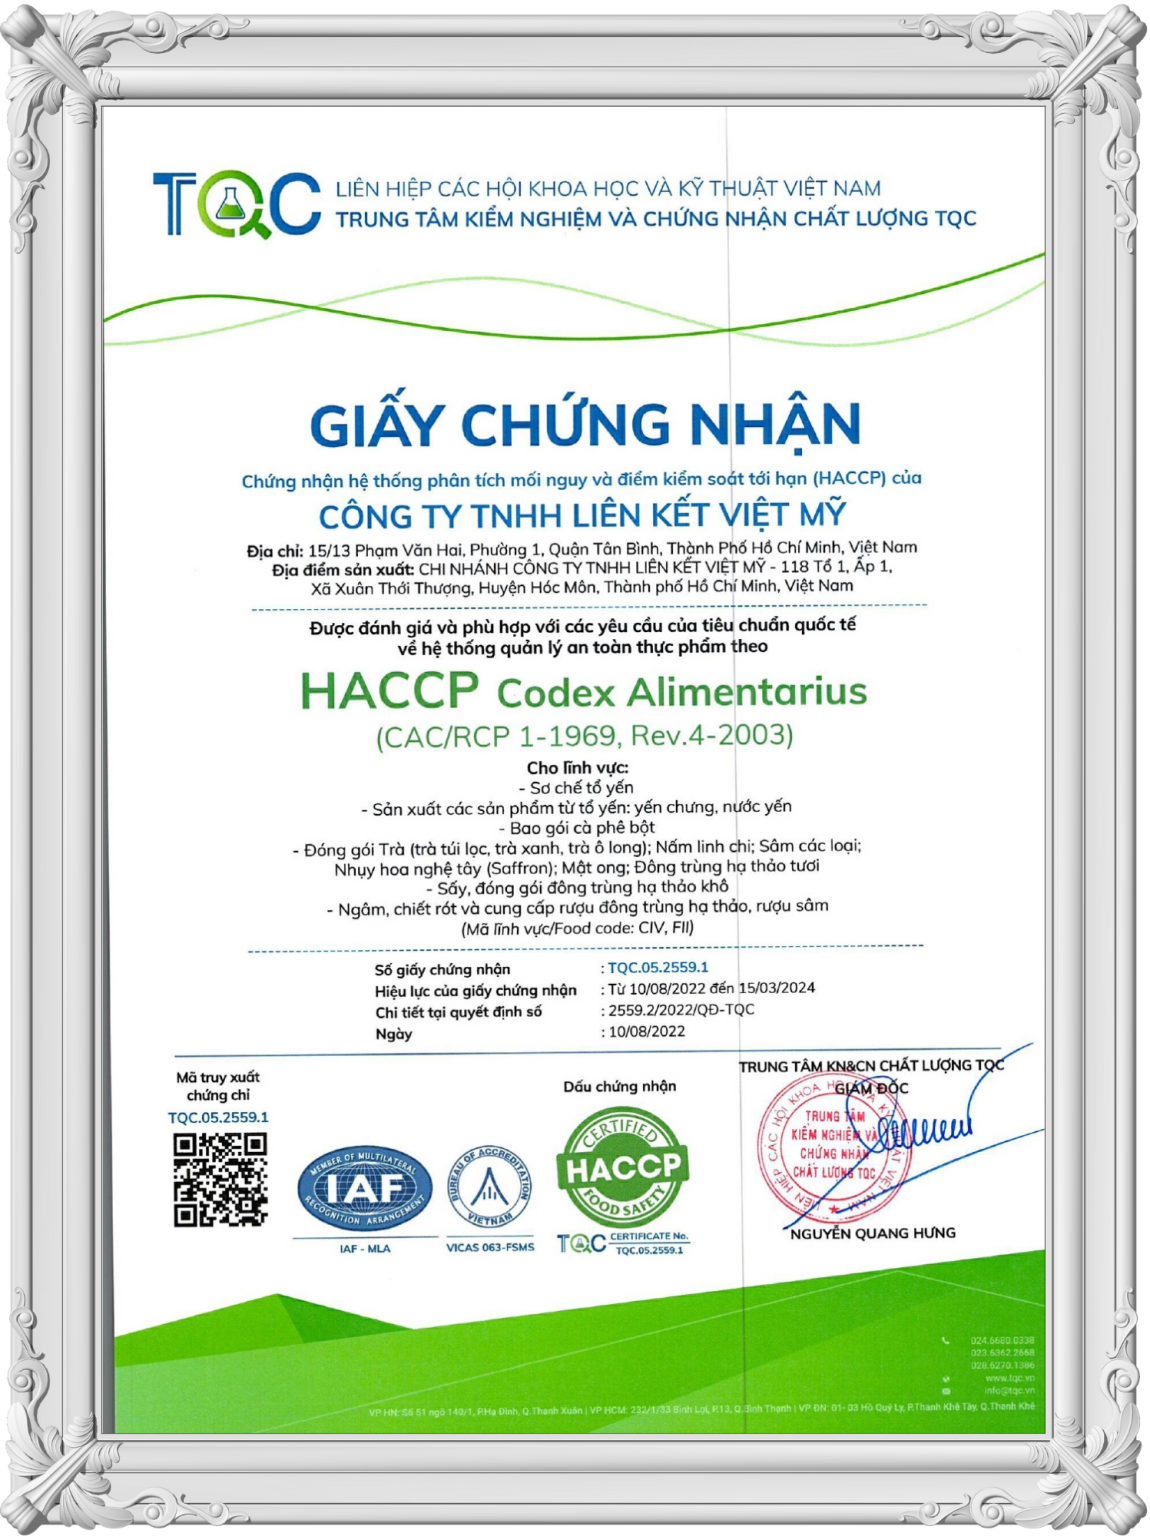 TQC
LIÊN HIỆP CÁC HỘI KHOA HỌC VÀ KỸ THUẬT VIỆT NAM
TRUNG TÂM KIỂM NGHIỆM VÀ CHỨNG NHẬN CHẤT LƯỢNG TQC
GIẤY CHỨNG NHẬN
Chứng nhận hệ thống phân tích mối nguy và điểm kiểm soát tới hạn (HACCP) của
CÔNG TY TNHH LIÊN KẾT VIỆT MỸ
Địa chỉ: 15/13 Phạm Văn Hai, Phường 1, Quận Tân Bình, Thành Phố Hồ Chí Minh, Việt Nam
Địa điểm sản xuất: CHI NHÁNH CÔNG TY TNHH LIÊN KẾT VIỆT MỸ - 118 Tổ 1, Ấp 1,
Xã Xuân Thới Thượng, Huyện Hóc Môn, Thành phố Hồ Chí Minh, Việt Nam
Được đánh giá và phù hợp với các yêu cầu của tiêu chuẩn quốc tế
về hệ thống quản lý an toàn thực phẩm theo
HACCP Codex Alimentarius
(CAC/RCP 1-1969, Rev.4-2003)
Cho lĩnh vực:
- Sơ chế tổ yến
- Sản xuất các sản phẩm từ tổ yến: yến chưng, nước yến
- Bao gói cà phê bột
- Đóng gói Trà (trà túi lọc, trà xanh, trà ô long); Nấm linh chi; Sâm các loại;
Nhụy hoa nghệ tây (Saffron); Mật ong; Đông trùng hạ thảo tươi
- Sấy, đóng gói đông trùng hạ thảo khô
- Ngâm, chiết rót và cung cấp rượu đông trùng hạ thảo, rượu sâm
(Mã lĩnh vực/Food code: CIV, FII)
Số giấy chứng nhận : TQC.05.2559.1
Hiệu lực của giấy chứng nhận : Từ 10/08/2022 đến 15/03/2024
Chi tiết tại quyết định số : 2559.2/2022/QĐ-TQC
Ngày : 10/08/2022
Mã truy xuất
chứng chỉ
TQC.05.2559.1
MEMBER OF MULTILATERAL
IAF
RECOGNITION ARRANGEMENT
IAF - MLA
BUREAU OF ACCREDITATION
VIETNAM
VICAS 063-FSMS
Dấu chứng nhận
CERTIFIED
HACCP
FOOD SAFETY
TQC
CERTIFICATE No.
TQC.05.2559.1
TRUNG TÂM KN&CN CHẤT LƯỢNG TQC
GIÁM ĐỐC
LIÊN HIỆP CÁC HỘI KHOA HỌC VÀ KỸ THUẬT VIỆT NAM
TRUNG TÂM
KIỂM NGHIỆM VÀ
CHỨNG NHẬN
CHẤT LƯỢNG TQC
NGUYỄN QUANG HƯNG
024.6680.0338
023.6362.2668
028.6270.1386
www.tqc.vn
info@tqc.vn
VP HN: Số 51 ngõ 140/1, P.Hạ Đình, Q.Thanh Xuân | VP HCM: 232/1/33 Bình Lợi, P.13, Q.Bình Thạnh | VP ĐN: 01- 03 Hồ Quý Ly, P.Thanh Khê Tây, Q.Thanh Khê